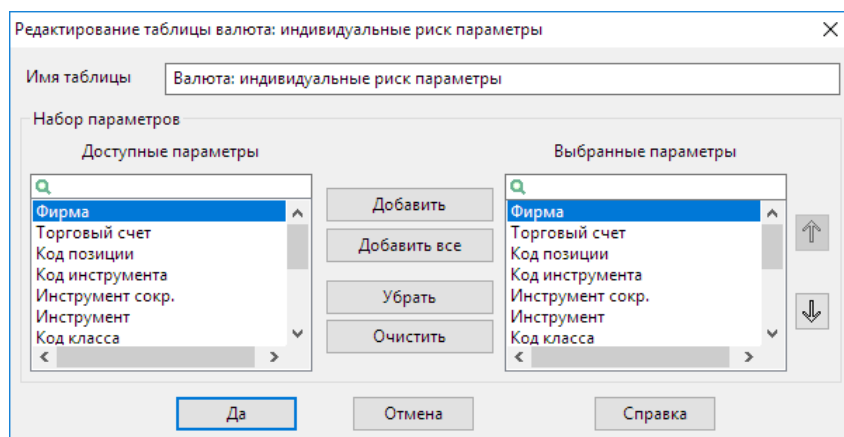 Редактирование таблицы валюта: индивидуальные риск параметры
Имя таблицы
Валюта: индивидуальные риск параметры
Набор параметров
Доступные параметры
Выбранные параметры
Фирма
Торговый счет
Код позиции
Код инструмента
Инструмент сокр.
Инструмент
Код класса
Добавить
Добавить все
Убрать
Очистить
Фирма
Торговый счет
Код позиции
Код инструмента
Инструмент сокр.
Инструмент
Код класса
Да
Отмена
Справка